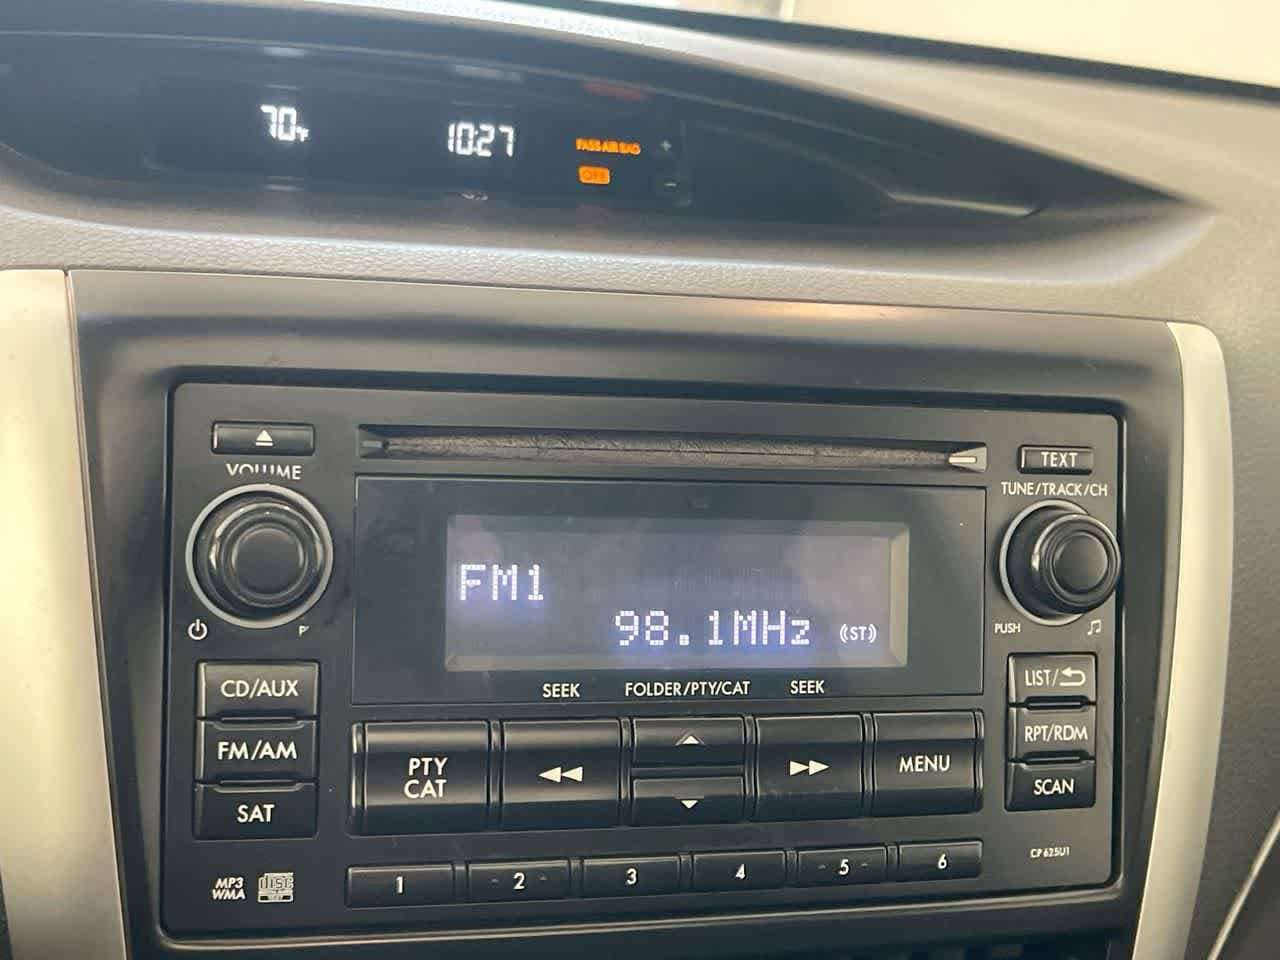 70°F
10:27
PASS AIR BAG
OFF
+
-
VOLUME
TEXT
TUNE/TRACK/CH
FM1
98.1MHz ((ST))
PUSH
SEEK FOLDER/PTY/CAT SEEK
CD/AUX
FM/AM
SAT
PTY
CAT
MENU
LIST/
RPT/RDM
SCAN
CP625U1
MP3
WMA
disc
1 2 3 4 5 6